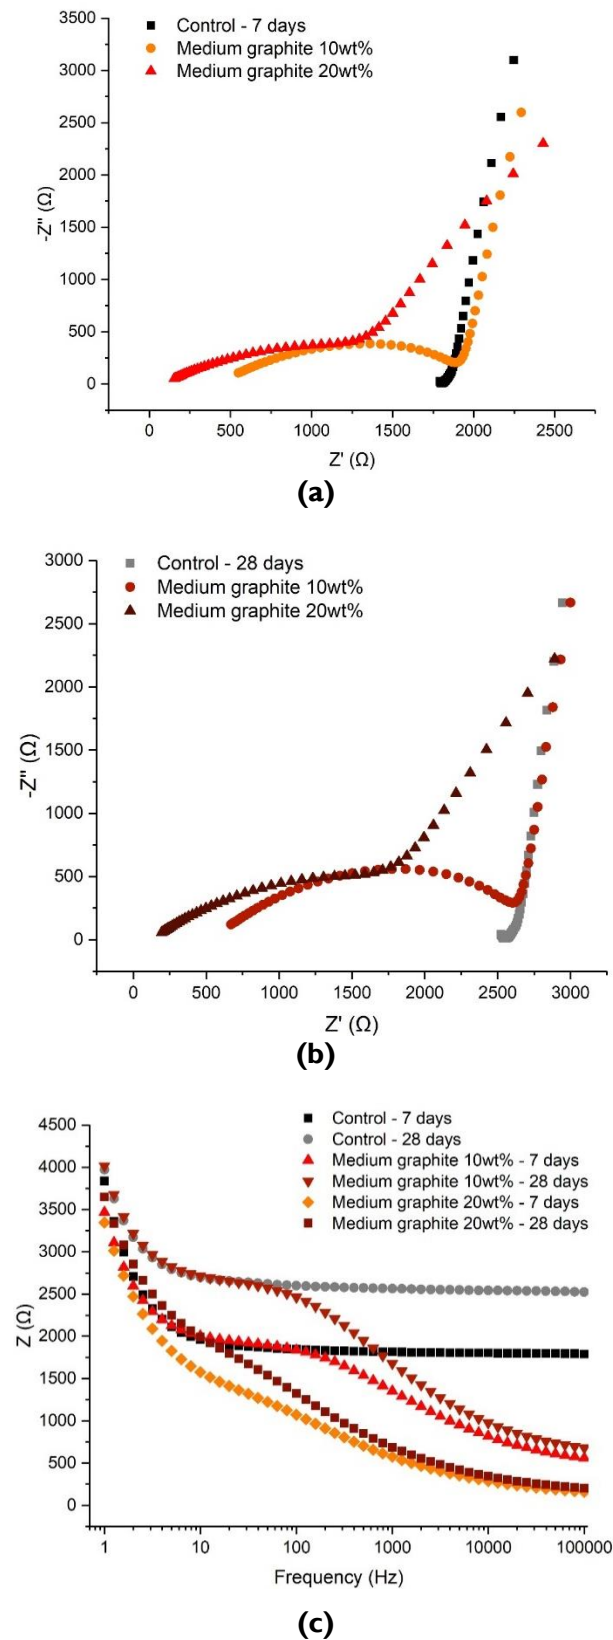 Control - 7 days
Medium graphite 10wt%
Medium graphite 20wt%
3500
3000
2500
2000
1500
1000
500
0
-Z'' (Ω)
0 500 1000 1500 2000 2500
Z' (Ω)
(a)
Control - 28 days
Medium graphite 10wt%
Medium graphite 20wt%
3000
2500
2000
1500
1000
500
0
-Z'' (Ω)
0 500 1000 1500 2000 2500 3000
Z' (Ω)
(b)
Control - 7 days
Control - 28 days
Medium graphite 10wt% - 7 days
Medium graphite 10wt% - 28 days
Medium graphite 20wt% - 7 days
Medium graphite 20wt% - 28 days
4500
4000
3500
3000
2500
2000
1500
1000
500
0
Z (Ω)
1 10 100 1000 10000 100000
Frequency (Hz)
(c)